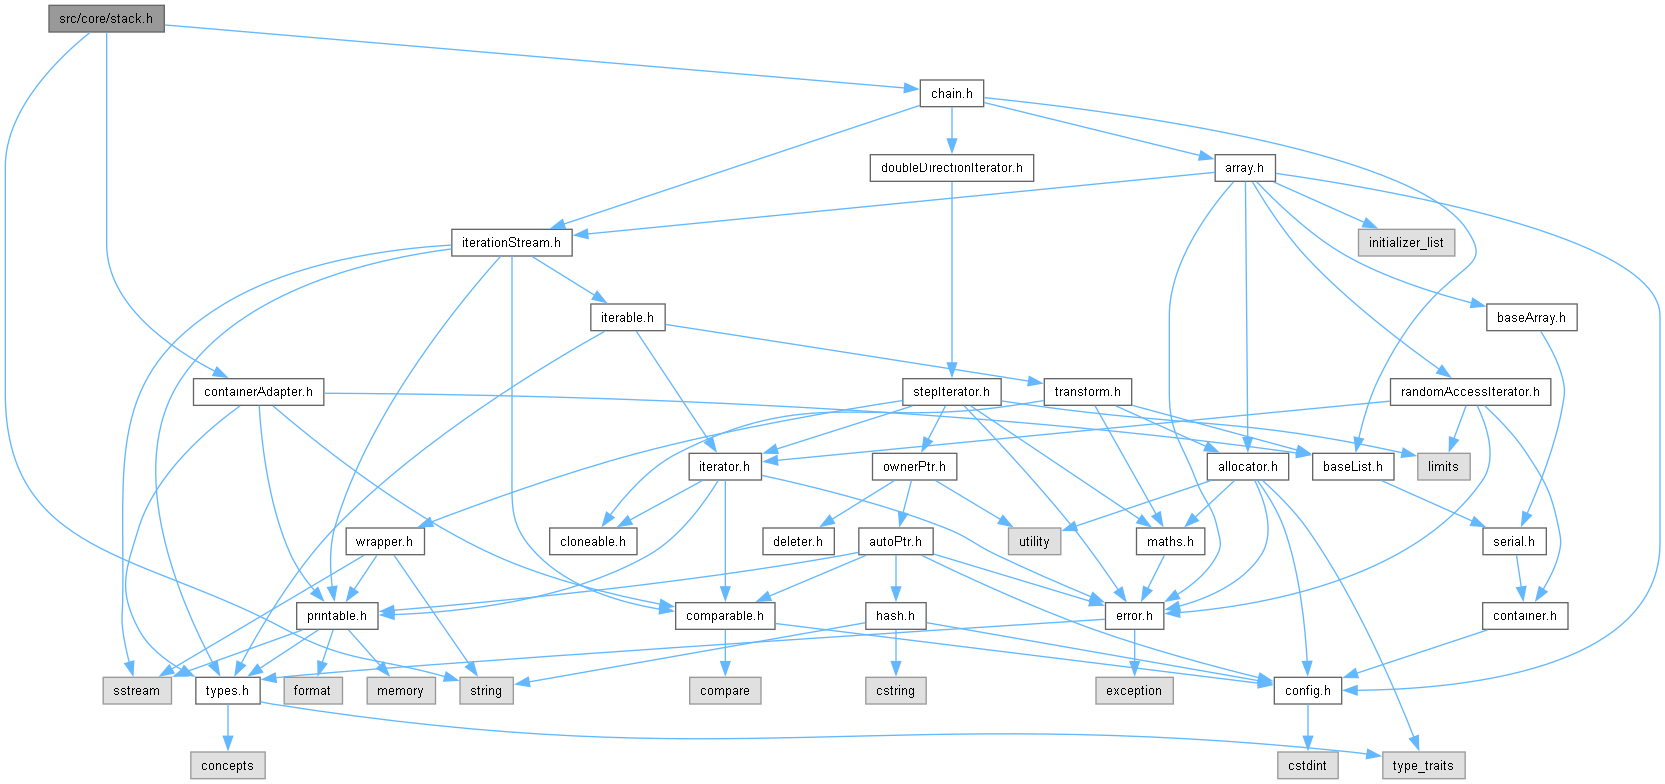 src/core/stack.h
chain.h
doubleDirectionIterator.h
array.h
iterationStream.h
initializer_list
iterable.h
baseArray.h
containerAdapter.h
stepIterator.h
transform.h
randomAccessIterator.h
iterator.h
ownerPtr.h
allocator.h
baseList.h
limits
wrapper.h
cloneable.h
deleter.h
autoPtr.h
utility
maths.h
serial.h
printable.h
comparable.h
hash.h
error.h
container.h
sstream
types.h
format
memory
string
compare
cstring
exception
config.h
concepts
cstdint
type_traits